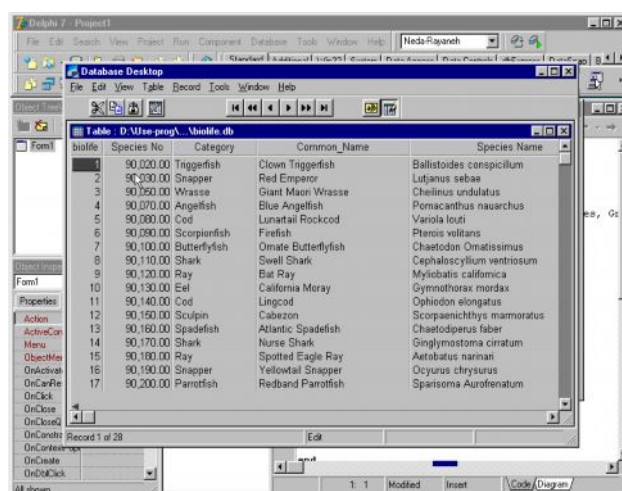 Delphi 7 - Project1
File Edit Search View Project Run Component Database Tools Window Help Neda-Rayaneh
Database Desktop
File Edit View Table Record Tools Window Help
Table : D:\Use-prog\...\biolife.db
biolife Species No Category Common_Name Species Name
1 90,020.00 Triggerfish Clown Triggerfish Ballistoides conspicillum
2 90,030.00 Snapper Red Emperor Lutjanus sebae
3 90,050.00 Wrasse Giant Maori Wrasse Cheilinus undulatus
4 90,070.00 Angelfish Blue Angelfish Pomacanthus nauarchus
5 90,080.00 Cod Lunartail Rockcod Variola louti
6 90,090.00 Scorpionfish Firefish Pterois volitans
7 90,100.00 Butterflyfish Ornate Butterflyfish Chaetodon Ornatissimus
8 90,110.00 Shark Swell Shark Cephaloscyllium ventriosum
9 90,120.00 Ray Bat Ray Myliobatis californica
10 90,130.00 Eel California Moray Gymnothorax mordax
11 90,140.00 Cod Lingcod Ophiodon elongatus
12 90,150.00 Sculpin Cabezon Scorpaenichthys marmoratus
13 90,160.00 Spadefish Atlantic Spadefish Chaetodiperus faber
14 90,170.00 Shark Nurse Shark Ginglymostoma cirratum
15 90,180.00 Ray Spotted Eagle Ray Aetobatus narinari
16 90,190.00 Snapper Yellowtail Snapper Ocyurus chrysurus
17 90,200.00 Parrotfish Redband Parrotfish Sparisoma Aurofrenatum
Record 1 of 28 Edit
Form1
Form1
Properties
Action
ActiveCon
Menu
ObjectMe
OnActivat
OnCanRe
OnClick
OnClose
OnCloseQ
OnConstra
OnContext
OnCreate
OnDblClick
All shown
end
1: 1 Modified Insert Code Diagram